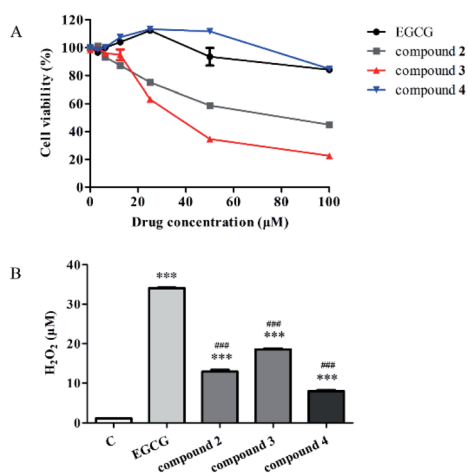 A
Cell viability (%)
120
100
80
60
40
20
0
0
20
40
60
80
100
Drug concentration (μM)
EGCG
compound 2
compound 3
compound 4
B
H₂O₂ (μM)
40
30
20
10
0
***
###
***
###
***
###
***
C
EGCG
compound 2
compound 3
compound 4